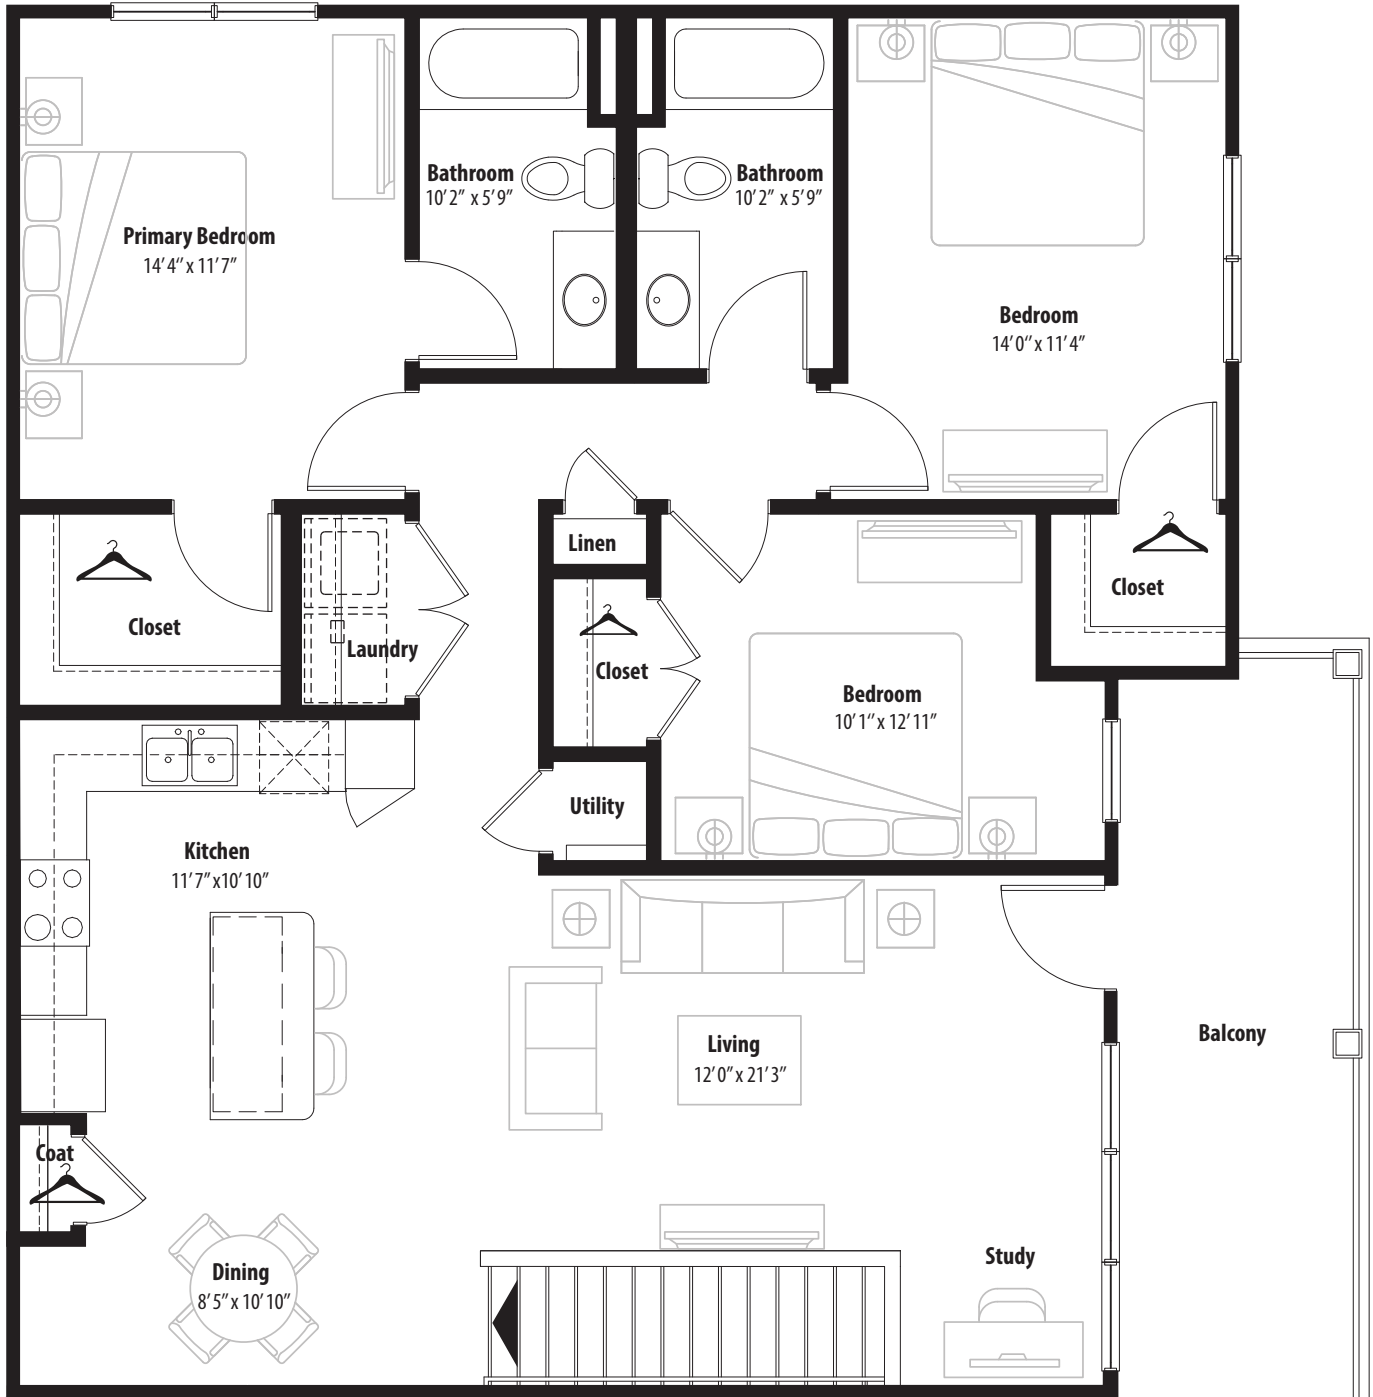 Bathroom
10'2" x 5'9"
Bathroom
10'2" x 5'9"
Primary Bedroom
14'4" x 11'7"
Bedroom
14'0" x 11'4"
Linen
Closet
Closet
Laundry
Closet
Bedroom
10'1" x 12'11"
Utility
Kitchen
11'7" x10'10"
Living
12'0" x 21'3"
Balcony
Coat
Study
Dining
8'5" x 10'10"